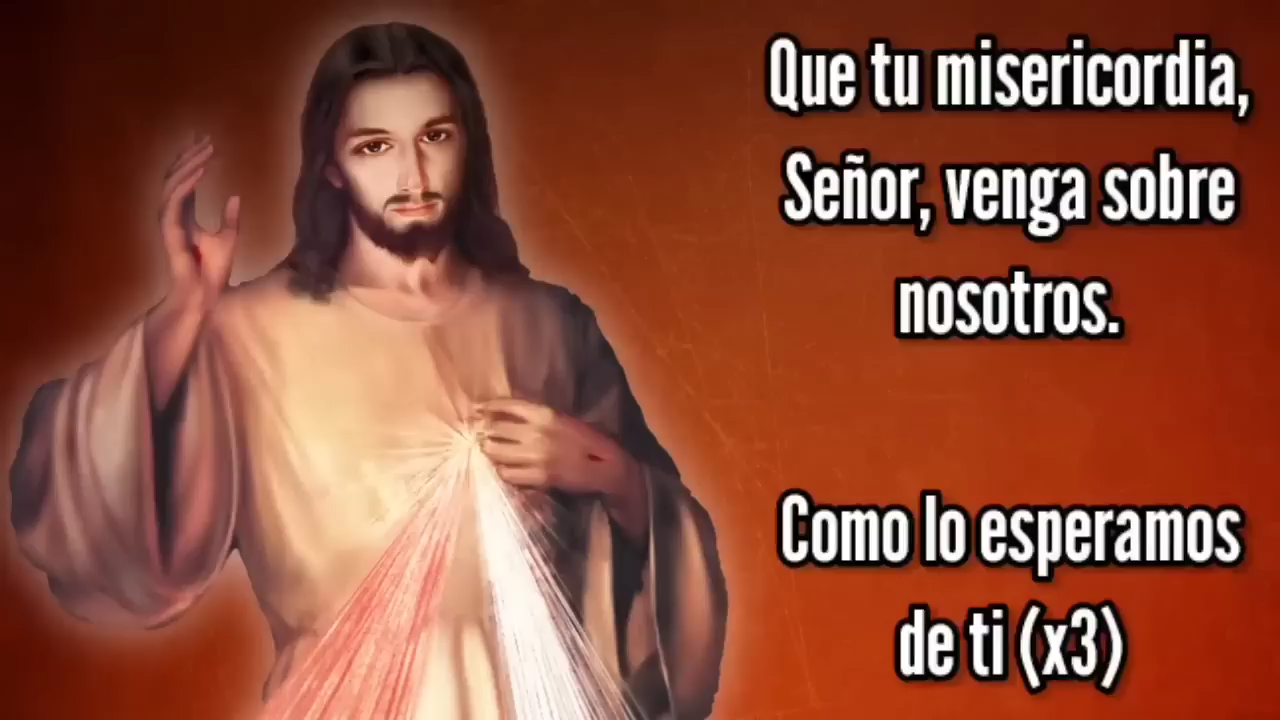 Que tu misericordia,
Señor, venga sobre
nosotros.
Como lo esperamos
de ti (x3)